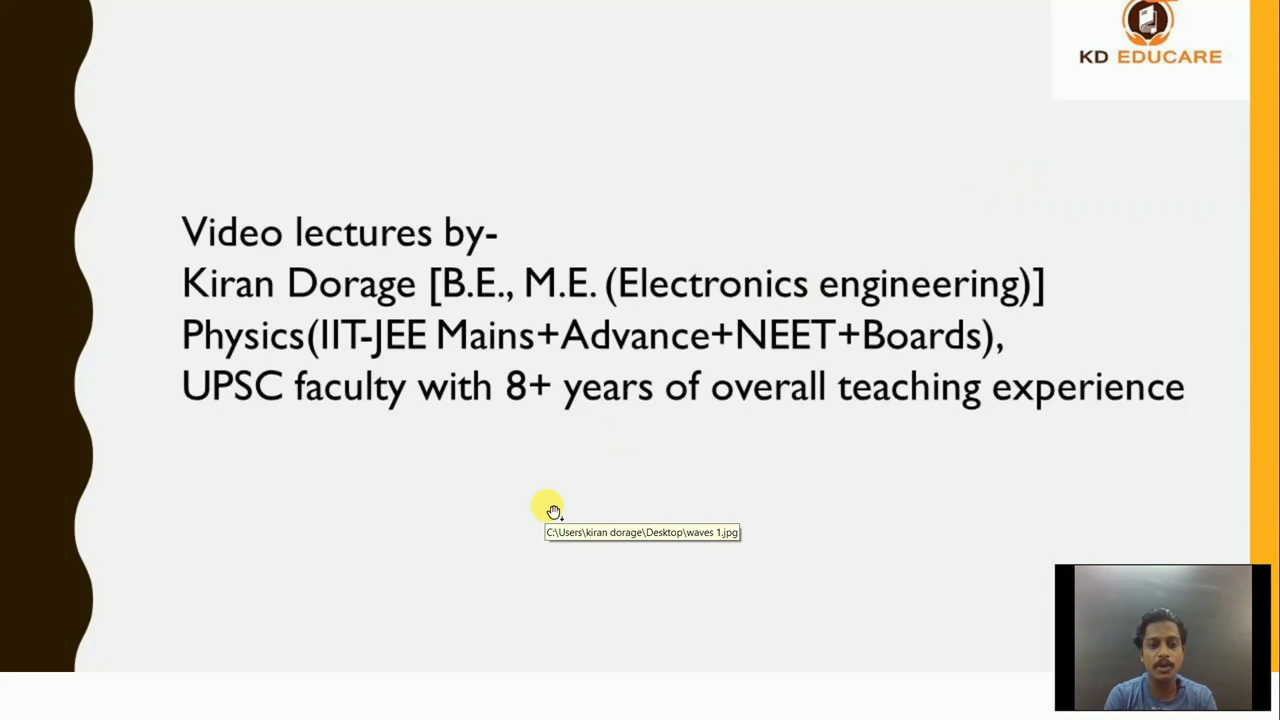 KD EDUCARE
Video lectures by-
Kiran Dorage [B.E., M.E. (Electronics engineering)]
Physics(IIT-JEE Mains+Advance+NEET+Boards),
UPSC faculty with 8+ years of overall teaching experience
C:\Users\kiran dorage\Desktop\waves 1.jpg